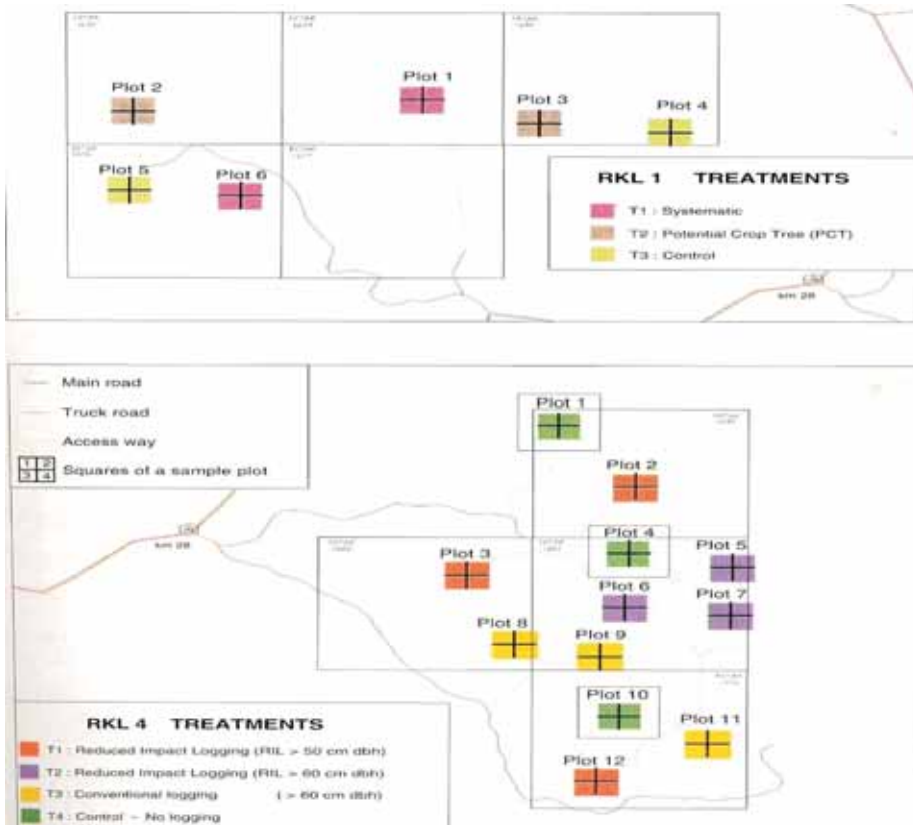 Plot 2
Plot 1
Plot 3
Plot 4
Plot 5
Plot 6
RKL 1 TREATMENTS
T1 : Systematic
T2 : Potential Crop Tree (PCT)
T3 : Control
km 28
Main road
Truck road
Access way
1 2
3 4
Squares of a sample plot
km 28
Plot 1
Plot 2
Plot 4
Plot 3
Plot 5
Plot 6
Plot 7
Plot 8
Plot 9
Plot 10
Plot 11
Plot 12
RKL 4 TREATMENTS
T1 : Reduced Impact Logging (RIL > 50 cm dbh)
T2 : Reduced Impact Logging (RIL > 60 cm dbh)
T3 : Conventional logging ( > 60 cm dbh)
T4 : Control - No logging